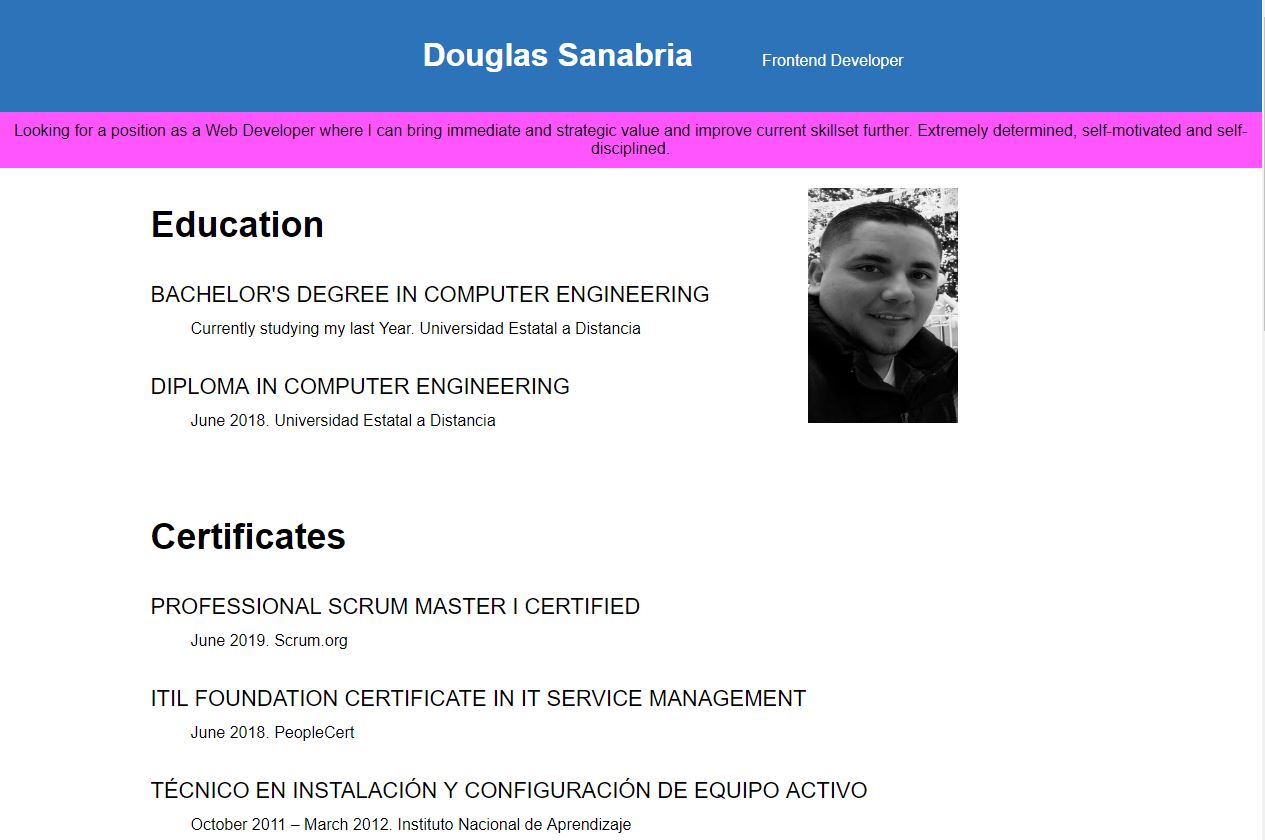 Douglas Sanabria Frontend Developer
Looking for a position as a Web Developer where I can bring immediate and strategic value and improve current skillset further. Extremely determined, self-motivated and self-
disciplined.
Education
BACHELOR'S DEGREE IN COMPUTER ENGINEERING
Currently studying my last Year. Universidad Estatal a Distancia
DIPLOMA IN COMPUTER ENGINEERING
June 2018. Universidad Estatal a Distancia
Certificates
PROFESSIONAL SCRUM MASTER I CERTIFIED
June 2019. Scrum.org
ITIL FOUNDATION CERTIFICATE IN IT SERVICE MANAGEMENT
June 2018. PeopleCert
TÉCNICO EN INSTALACIÓN Y CONFIGURACIÓN DE EQUIPO ACTIVO
October 2011 – March 2012. Instituto Nacional de Aprendizaje